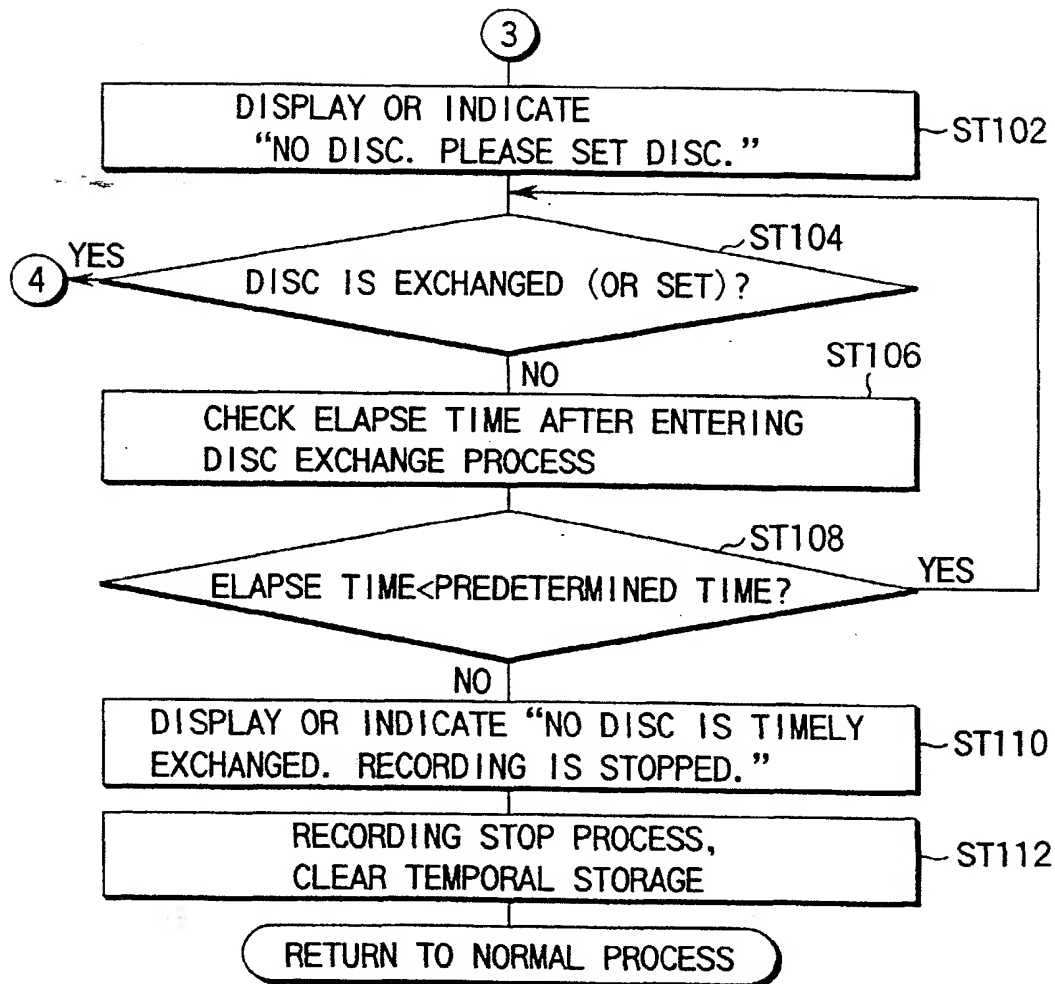 3
DISPLAY OR INDICATE
“NO DISC. PLEASE SET DISC.”
ST102
ST104
YES
4
DISC IS EXCHANGED (OR SET)?
NO
ST106
CHECK ELAPSE TIME AFTER ENTERING
DISC EXCHANGE PROCESS
ST108
YES
ELAPSE TIME<PREDETERMINED TIME?
NO
DISPLAY OR INDICATE “NO DISC IS TIMELY
EXCHANGED. RECORDING IS STOPPED.”
ST110
RECORDING STOP PROCESS,
CLEAR TEMPORAL STORAGE
ST112
RETURN TO NORMAL PROCESS